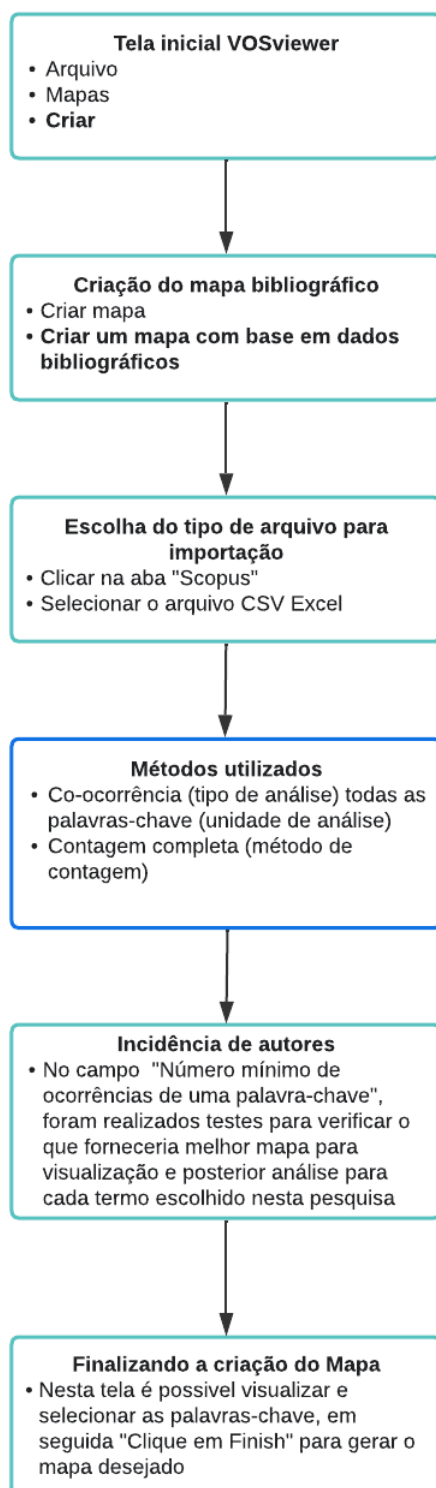 Tela inicial VOSviewer
• Arquivo
• Mapas
• Criar
Criação do mapa bibliográfico
• Criar mapa
• Criar um mapa com base em dados
bibliográficos
Escolha do tipo de arquivo para
importação
• Clicar na aba "Scopus"
• Selecionar o arquivo CSV Excel
Métodos utilizados
• Co-ocorrência (tipo de análise) todas as
palavras-chave (unidade de análise)
• Contagem completa (método de
contagem)
Incidência de autores
• No campo "Número mínimo de
ocorrências de uma palavra-chave",
foram realizados testes para verificar o
que forneceria melhor mapa para
visualização e posterior análise para
cada termo escolhido nesta pesquisa
Finalizando a criação do Mapa
• Nesta tela é possivel visualizar e
selecionar as palavras-chave, em
seguida "Clique em Finish" para gerar o
mapa desejado